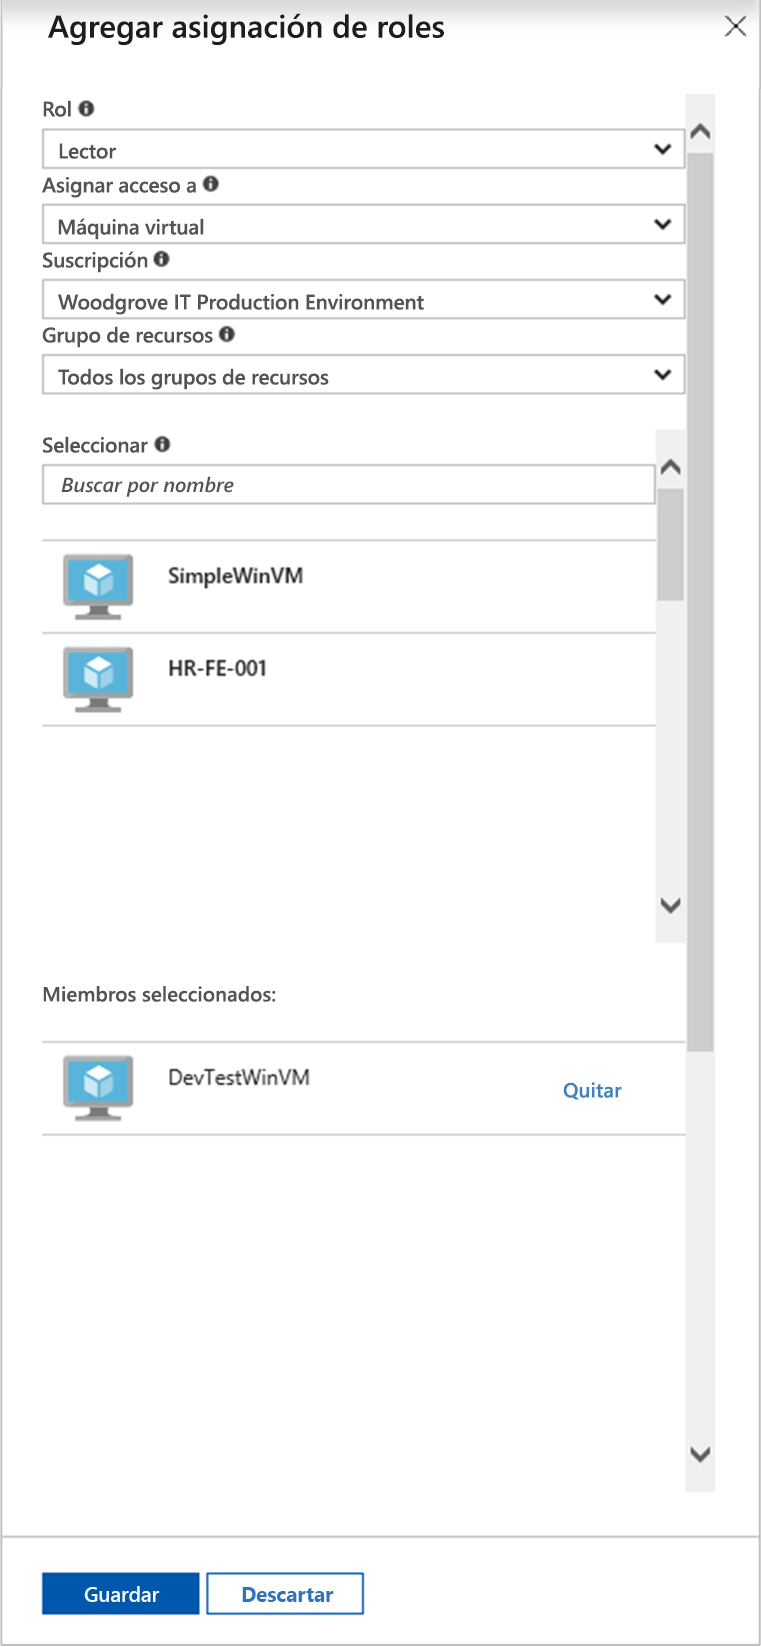 Agregar asignación de roles
Rol
Lector
Asignar acceso a
Máquina virtual
Suscripción
Woodgrove IT Production Environment
Grupo de recursos
Todos los grupos de recursos
Seleccionar
Buscar por nombre
SimpleWinVM
HR-FE-001
Miembros seleccionados:
DevTestWinVM
Quitar
Guardar Descartar